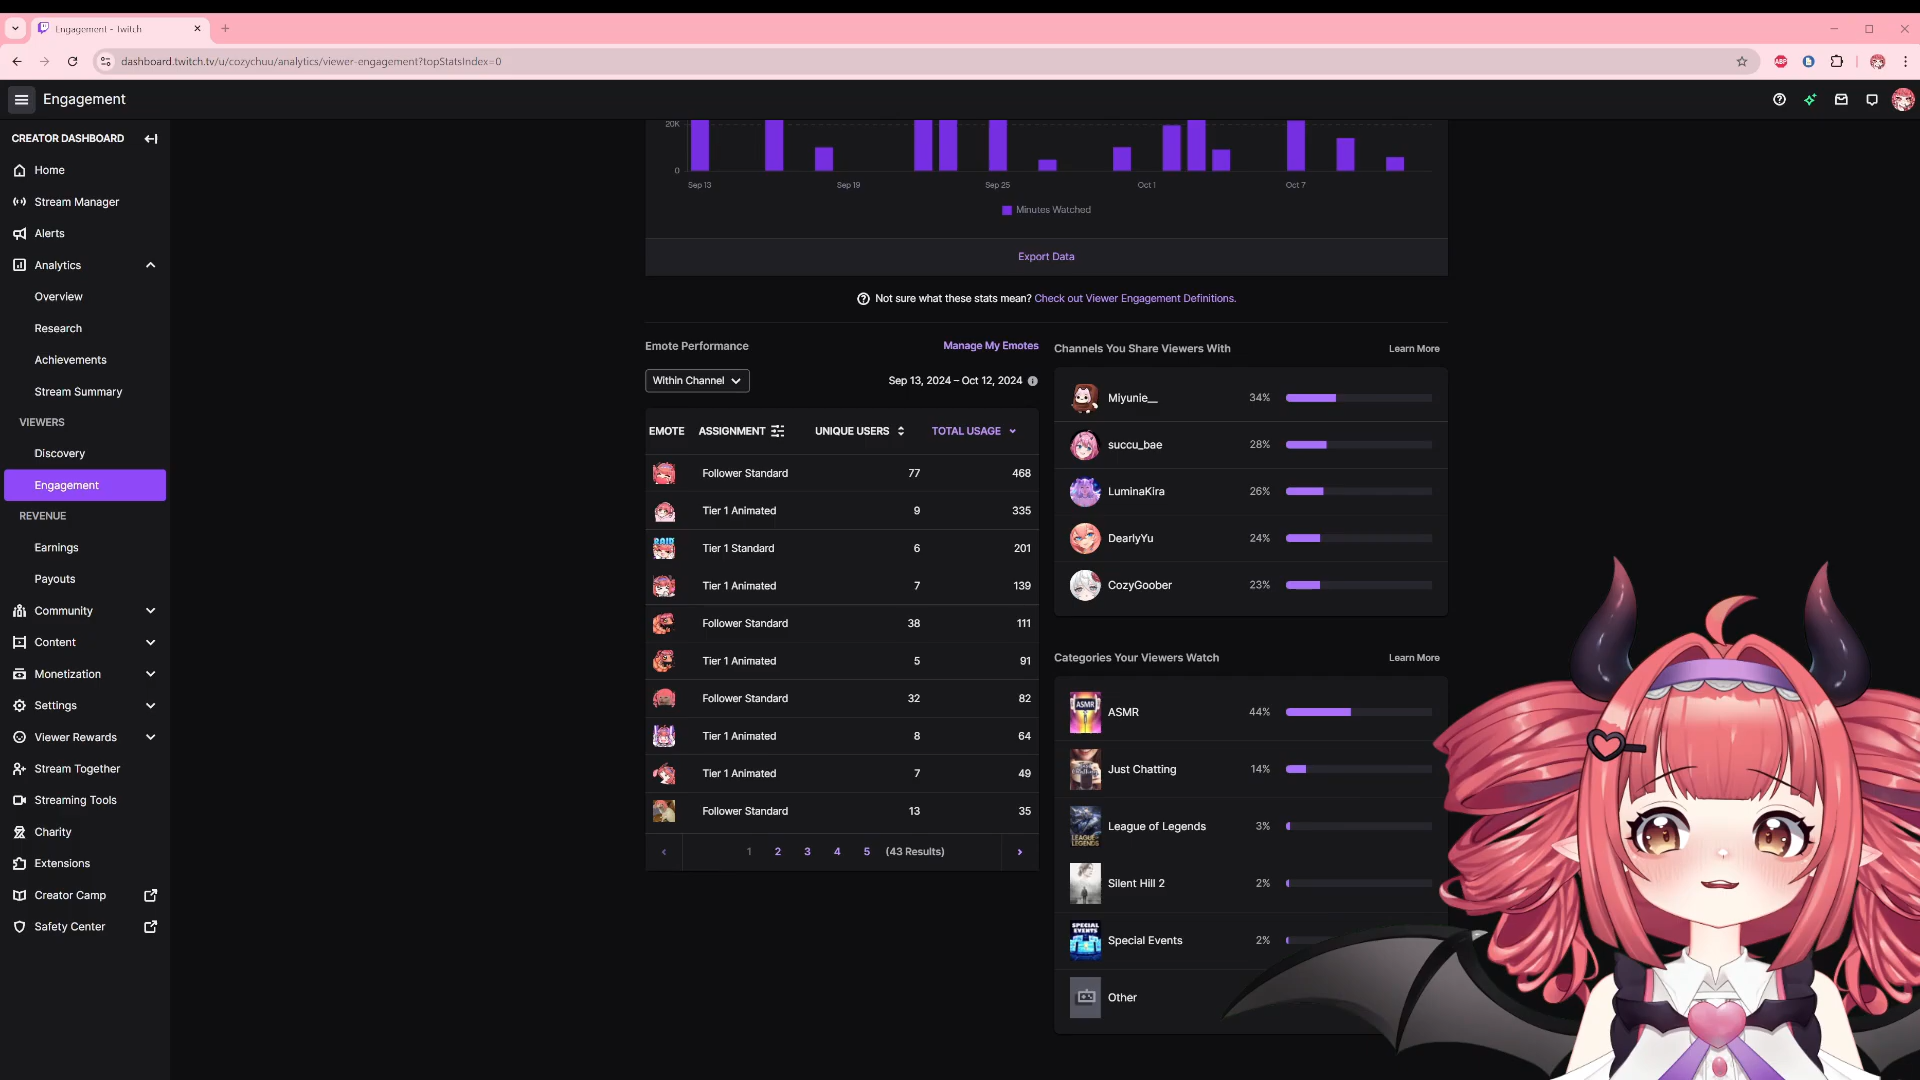 Engagement - Twitch
dashboard.twitch.tv/u/cozychuu/analytics/viewer-engagement?topStatsIndex=0
ABP
Engagement
CREATOR DASHBOARD
Home
Stream Manager
Alerts
Analytics
Overview
Research
Achievements
Stream Summary
VIEWERS
Discovery
Engagement
REVENUE
Earnings
Payouts
Community
Content
Monetization
Settings
Viewer Rewards
Stream Together
Streaming Tools
Charity
Extensions
Creator Camp
Safety Center
20K
0
Sep 13
Sep 19
Sep 25
Oct 1
Oct 7
Minutes Watched
Export Data
Not sure what these stats mean? Check out Viewer Engagement Definitions.
Emote Performance
Manage My Emotes
Within Channel
Sep 13, 2024 – Oct 12, 2024
EMOTE ASSIGNMENT UNIQUE USERS TOTAL USAGE
Follower Standard 77 468
Tier 1 Animated 9 335
RAID
Tier 1 Standard 6 201
Tier 1 Animated 7 139
Follower Standard 38 111
Tier 1 Animated 5 91
Follower Standard 32 82
Tier 1 Animated 8 64
Tier 1 Animated 7 49
Follower Standard 13 35
1 2 3 4 5 (43 Results)
Channels You Share Viewers With
Learn More
Miyunie__ 34%
succu_bae 28%
LuminaKira 26%
DearlyYu 24%
CozyGoober 23%
Categories Your Viewers Watch
Learn More
ASMR
ASMR 44%
Just Chatting 14%
LEAGUE OF LEGENDS
League of Legends 3%
Silent Hill 2 2%
SPECIAL EVENTS
Special Events 2%
Other